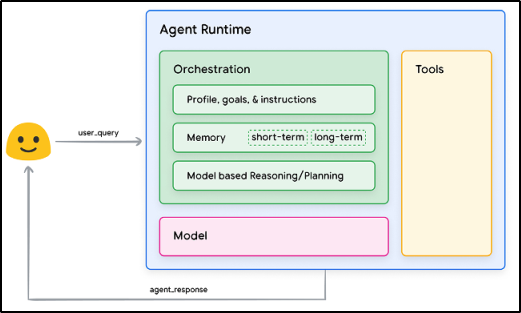 Agent Runtime
Orchestration
Tools
Profile, goals, & instructions
user_query
Memory short-term long-term
Model based Reasoning/Planning
Model
agent_response